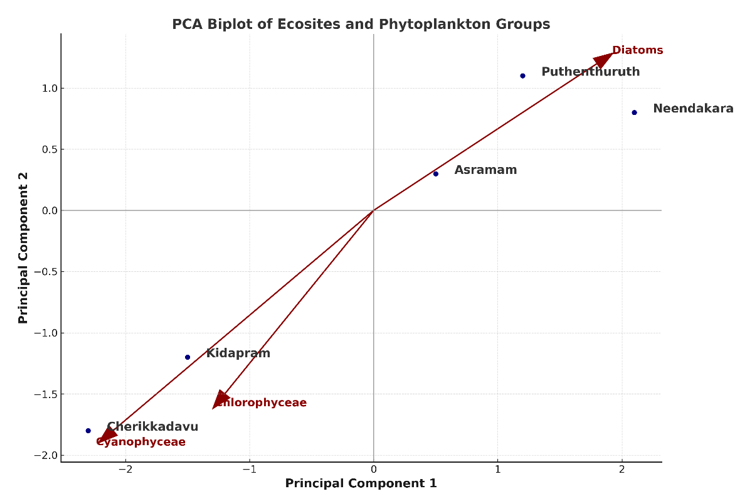 PCA Biplot of Ecosites and Phytoplankton Groups
Diatoms
Puthenthuruth
Neendakara
Asramam
Kidapram
Chlorophyceae
Cherikkadavu
Cyanophyceae
Principal Component 2
1.0
0.5
0.0
−0.5
−1.0
−1.5
−2.0
−2
−1
0
1
2
Principal Component 1